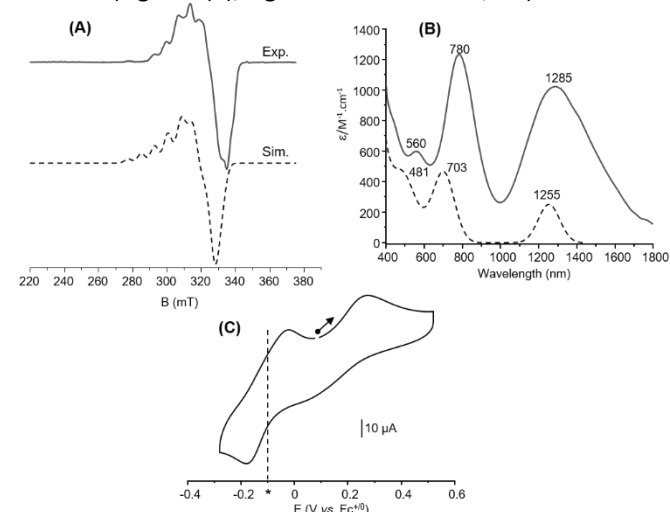 (A)
Exp.
Sim.
220 240 260 280 300 320 340 360 380
B (mT)
(B)
ε/M⁻¹.cm⁻¹
1400
1200
1000
800
600
400
200
0
780
1285
560
481
703
1255
400 600 800 1000 1200 1400 1600 1800
Wavelength (nm)
(C)
10 µA
-0.4 -0.2 * 0 0.2 0.4 0.6
E (V vs. Fc⁺/⁰)